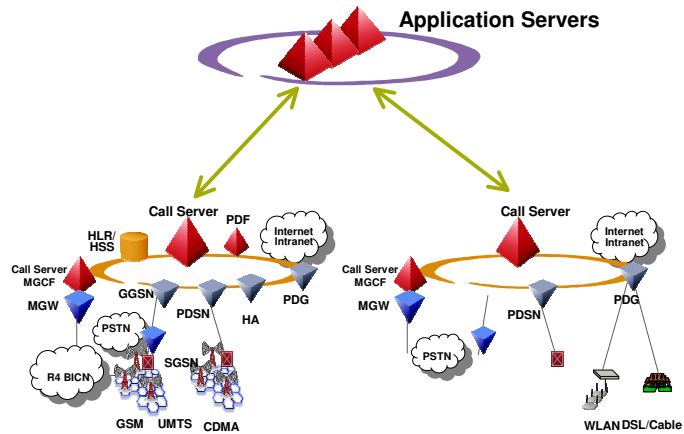 Application Servers
Call Server
PDF
HLR/
HSS
Internet
Intranet
Call Server
MGCF
MGW
GGSN
PDSN
HA
PDG
PSTN
SGSN
R4 BICN
GSM
UMTS
CDMA
Call Server
Internet
Intranet
Call Server
MGCF
MGW
PDSN
PDG
PSTN
WLAN
DSL/Cable